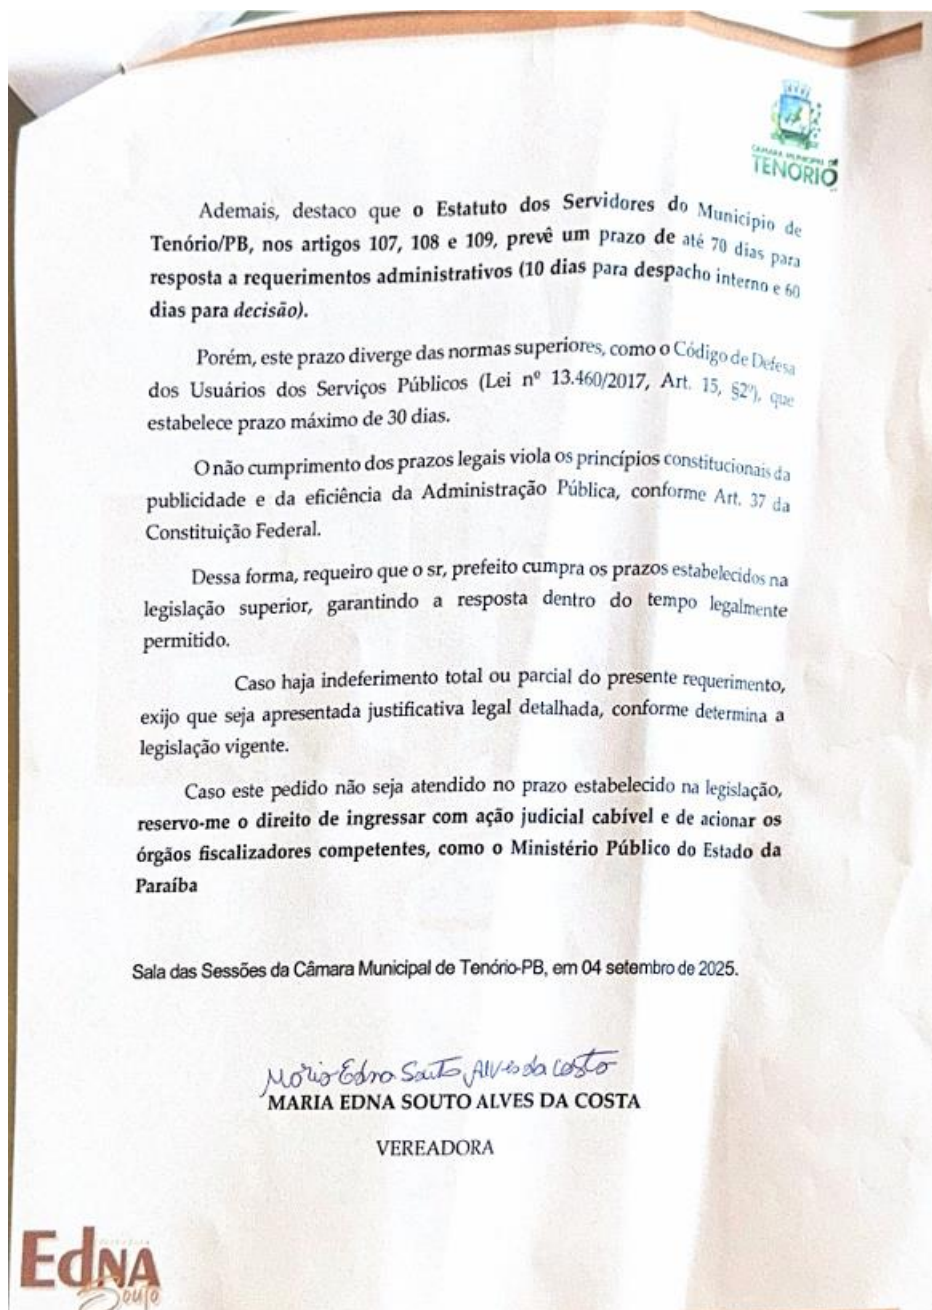 CÂMARA MUNICIPAL DE
TENÓRIO
Ademais, destaco que o Estatuto dos Servidores do Município de
Tenório/PB, nos artigos 107, 108 e 109, prevê um prazo de até 70 dias para
resposta a requerimentos administrativos (10 dias para despacho interno e 60
dias para decisão).
Porém, este prazo diverge das normas superiores, como o Código de Defesa
dos Usuários dos Serviços Públicos (Lei nº 13.460/2017, Art. 15, §2º), que
estabelece prazo máximo de 30 dias.
O não cumprimento dos prazos legais viola os princípios constitucionais da
publicidade e da eficiência da Administração Pública, conforme Art. 37 da
Constituição Federal.
Dessa forma, requeiro que o sr, prefeito cumpra os prazos estabelecidos na
legislação superior, garantindo a resposta dentro do tempo legalmente
permitido.
Caso haja indeferimento total ou parcial do presente requerimento,
exijo que seja apresentada justificativa legal detalhada, conforme determina a
legislação vigente.
Caso este pedido não seja atendido no prazo estabelecido na legislação,
reservo-me o direito de ingressar com ação judicial cabível e de acionar os
órgãos fiscalizadores competentes, como o Ministério Público do Estado da
Paraíba
Sala das Sessões da Câmara Municipal de Tenório-PB, em 04 setembro de 2025.
Maria Edna Souto Alves da Costa
MARIA EDNA SOUTO ALVES DA COSTA
VEREADORA
EdNA
Souto